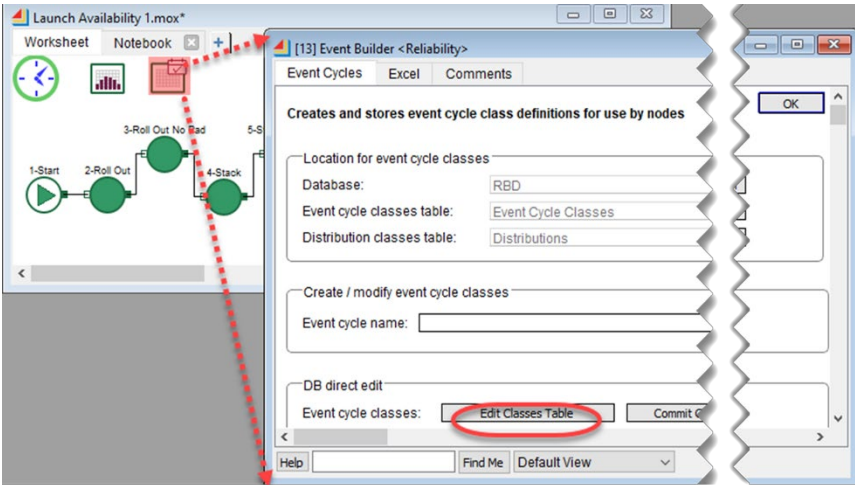 Launch Availability 1.mox*
Worksheet Notebook
3-Roll Out No Pad 5-S
1-Start 2-Roll Out 4-Stack
[13] Event Builder <Reliability>
Event Cycles Excel Comments
Creates and stores event cycle class definitions for use by nodes OK
Location for event cycle classes
Database: RBD
Event cycle classes table: Event Cycle Classes
Distribution classes table: Distributions
Create / modify event cycle classes
Event cycle name:
DB direct edit
Event cycle classes: Edit Classes Table Commit
Help Find Me Default View